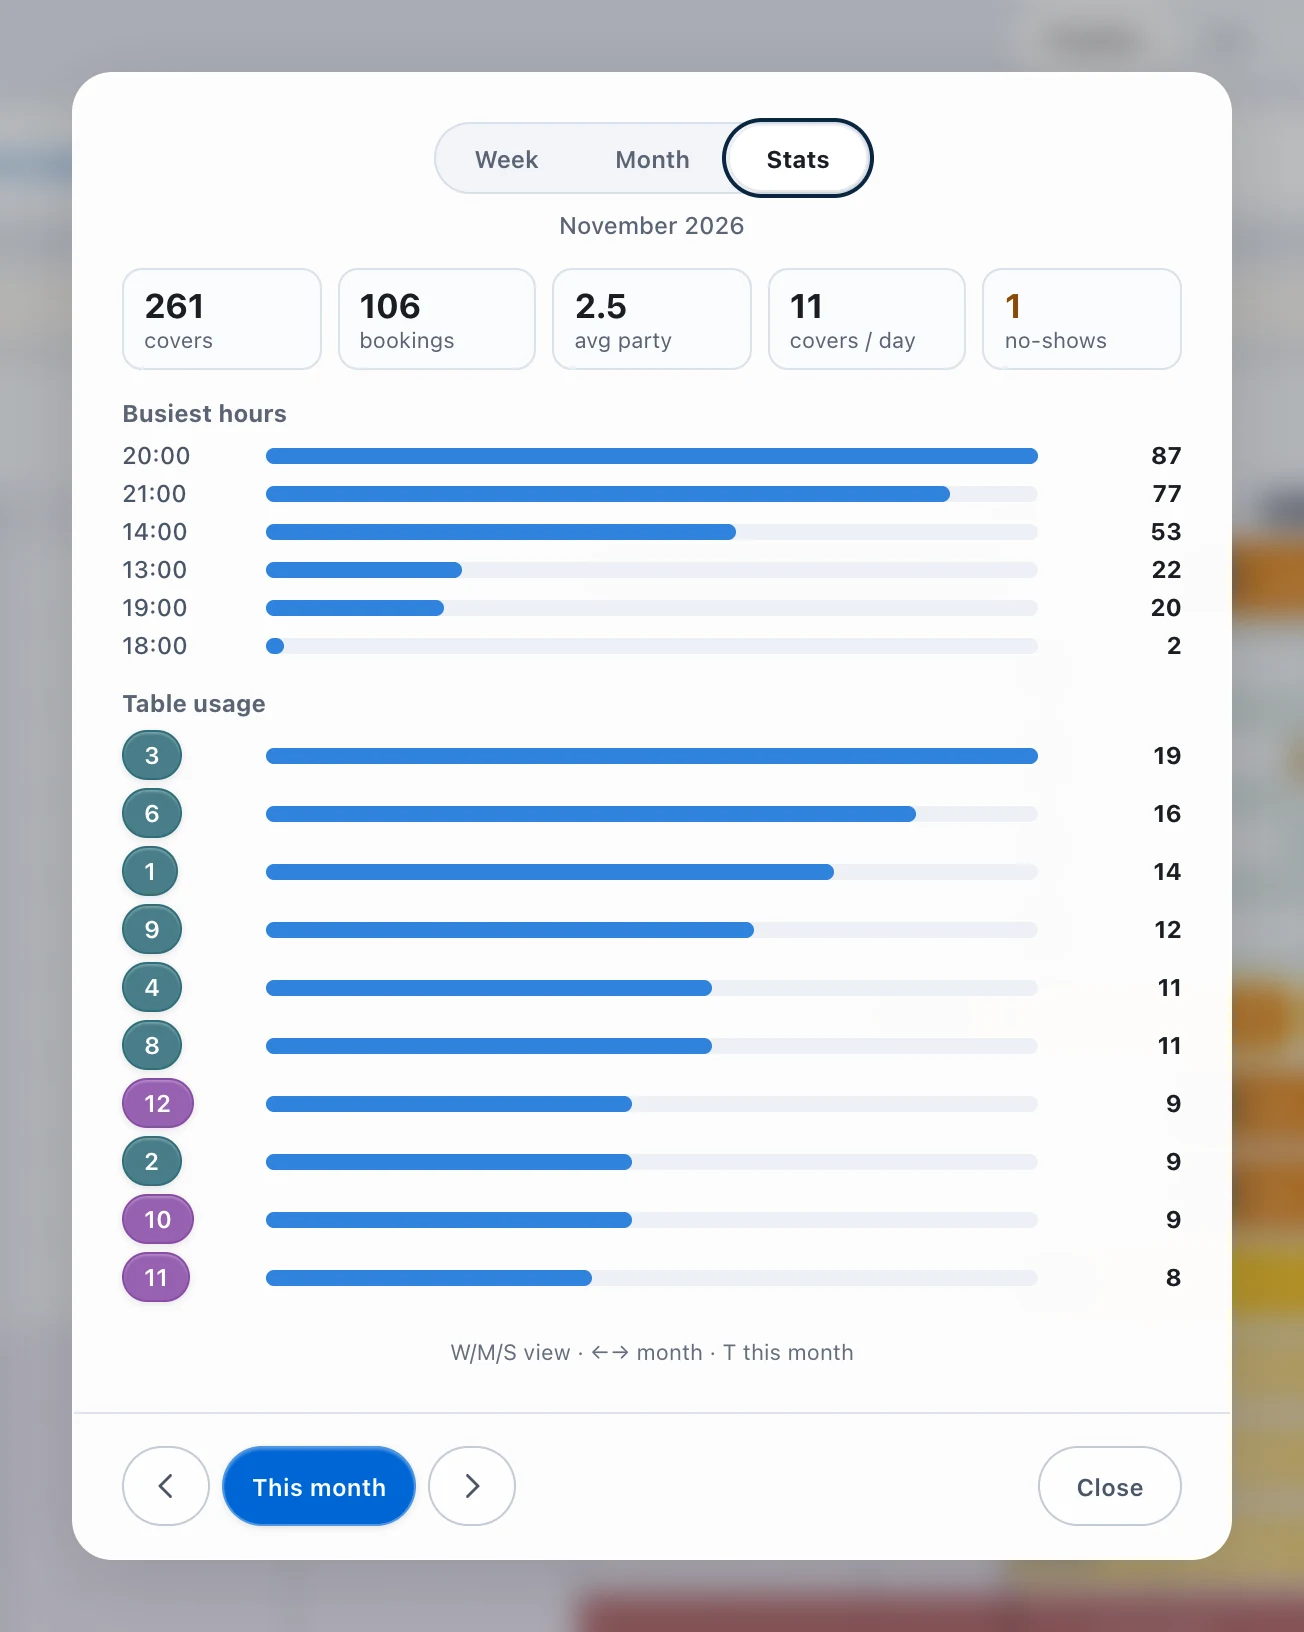 Week Month Stats
November 2026
261 106 2.5 11 1
covers bookings avg party covers / day no-shows
Busiest hours
20:00 87
21:00 77
14:00 53
13:00 22
19:00 20
18:00 2
Table usage
3 19
6 16
1 14
9 12
4 11
8 11
12 9
2 9
10 9
11 8
W/M/S view · ←→ month · T this month
This month Close